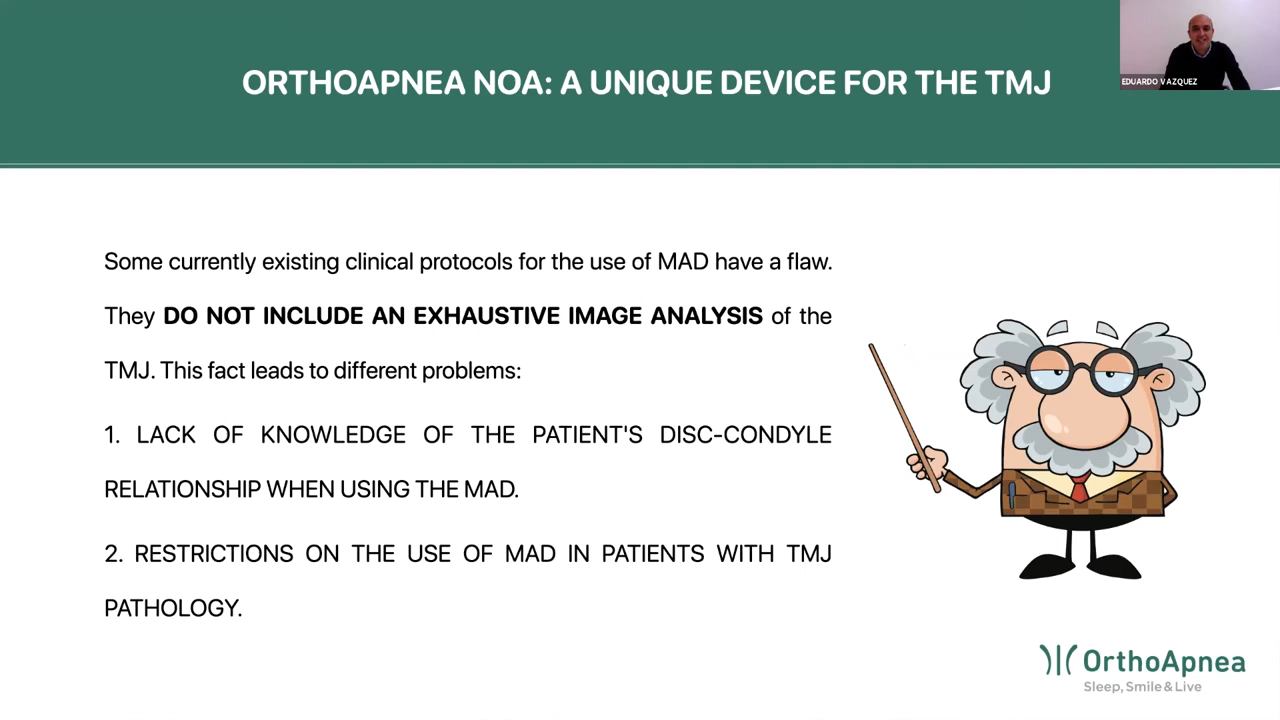 ORTHOAPNEA NOA: A UNIQUE DEVICE FOR THE TMJ
EDUARDO VAZQUEZ
Some currently existing clinical protocols for the use of MAD have a flaw.
They DO NOT INCLUDE AN EXHAUSTIVE IMAGE ANALYSIS of the
TMJ. This fact leads to different problems:
1. LACK OF KNOWLEDGE OF THE PATIENT'S DISC-CONDYLE
RELATIONSHIP WHEN USING THE MAD.
2. RESTRICTIONS ON THE USE OF MAD IN PATIENTS WITH TMJ
PATHOLOGY.
OrthoApnea
Sleep, Smile & Live